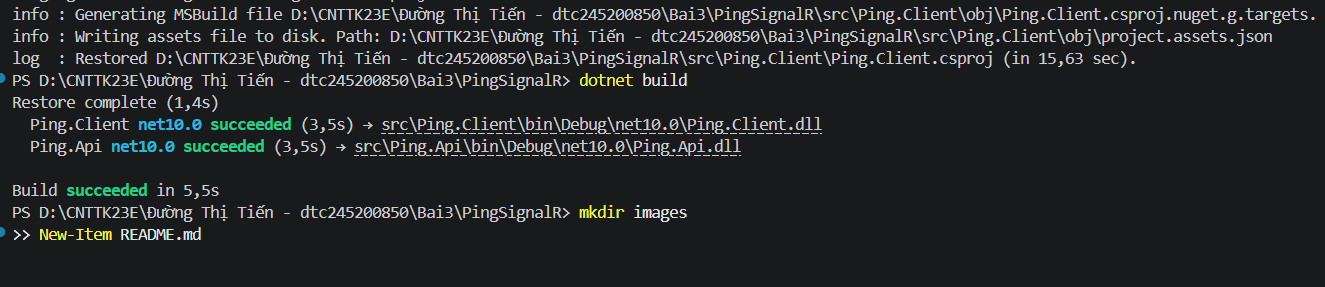 info : Generating MSBuild file D:\CNTTK23E\Đường Thị Tiến - dtc245200850\Bai3\PingSignalR\src\Ping.Client\obj\Ping.Client.csproj.nuget.g.targets.
info : Writing assets file to disk. Path: D:\CNTTK23E\Đường Thị Tiến - dtc245200850\Bai3\PingSignalR\src\Ping.Client\obj\project.assets.json
log  : Restored D:\CNTTK23E\Đường Thị Tiến - dtc245200850\Bai3\PingSignalR\src\Ping.Client\Ping.Client.csproj (in 15,63 sec).
PS D:\CNTTK23E\Đường Thị Tiến - dtc245200850\Bai3\PingSignalR> dotnet build
Restore complete (1,4s)
  Ping.Client net10.0 succeeded (3,5s) → src\Ping.Client\bin\Debug\net10.0\Ping.Client.dll
  Ping.Api net10.0 succeeded (3,5s) → src\Ping.Api\bin\Debug\net10.0\Ping.Api.dll
Build succeeded in 5,5s
PS D:\CNTTK23E\Đường Thị Tiến - dtc245200850\Bai3\PingSignalR> mkdir images
>> New-Item README.md